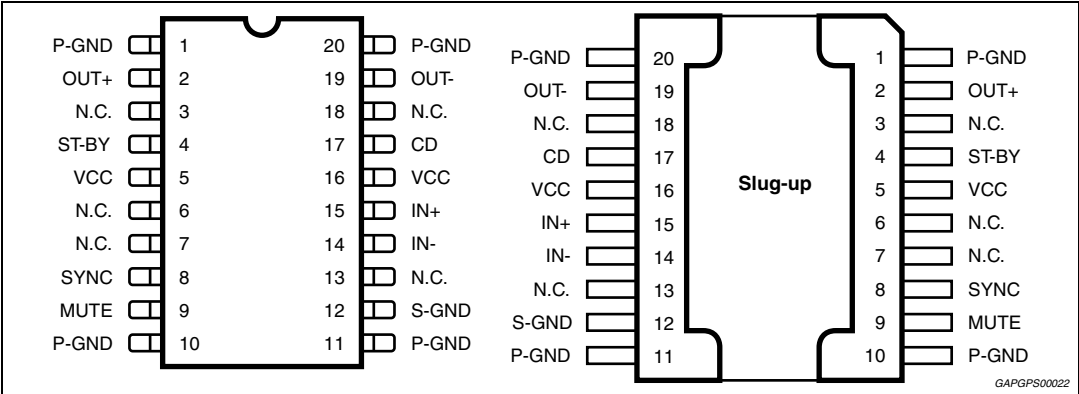 P-GND 1 20 P-GND
OUT+ 2 19 OUT-
N.C. 3 18 N.C.
ST-BY 4 17 CD
VCC 5 16 VCC
N.C. 6 15 IN+
N.C. 7 14 IN-
SYNC 8 13 N.C.
MUTE 9 12 S-GND
P-GND 10 11 P-GND
P-GND 20 1 P-GND
OUT- 19 2 OUT+
N.C. 18 3 N.C.
CD 17 4 ST-BY
Slug-up
VCC 16 5 VCC
IN+ 15 6 N.C.
IN- 14 7 N.C.
N.C. 13 8 SYNC
S-GND 12 9 MUTE
P-GND 11 10 P-GND
GAPGPS00022